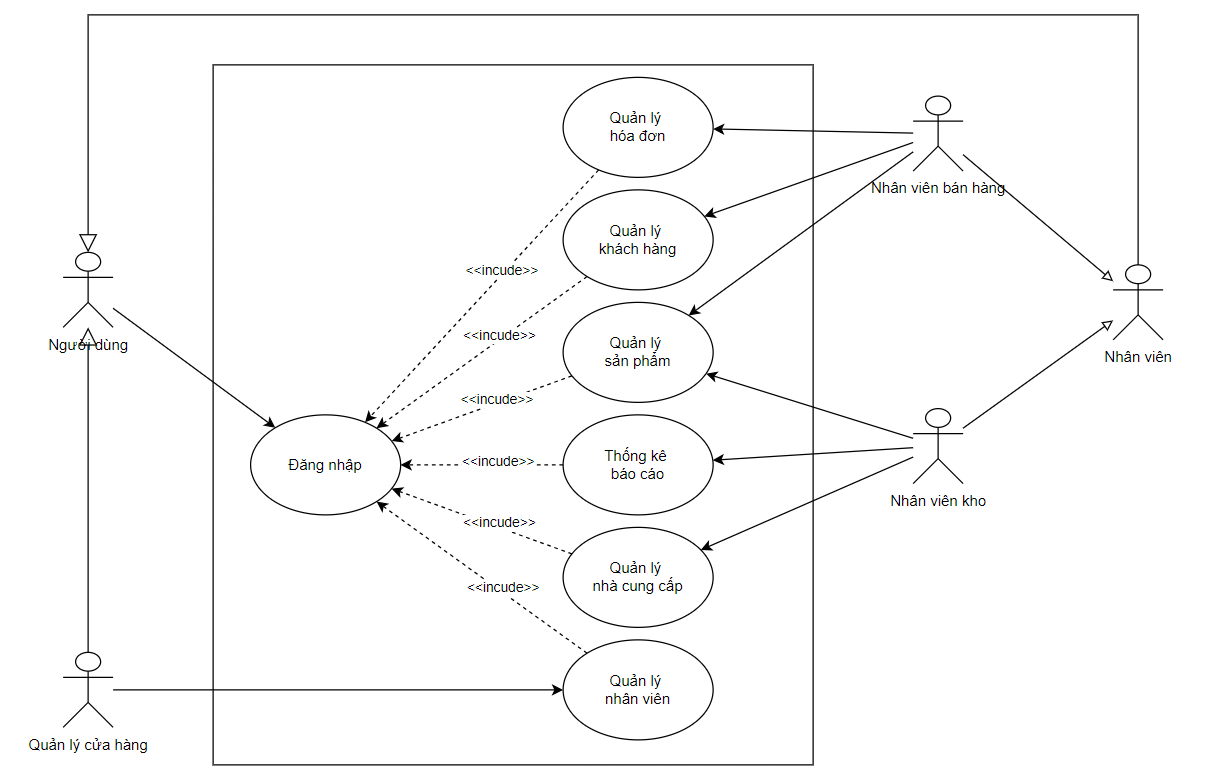 Quản lý
hóa đơn
Nhân viên bán hàng
Quản lý
khách hàng
<<incude>>
<<incude>>
Người dùng
Quản lý
sản phẩm
Nhân viên
<<incude>>
Đăng nhập
<<incude>>
Thống kê
báo cáo
Nhân viên kho
<<incude>>
Quản lý
nhà cung cấp
<<incude>>
Quản lý
nhân viên
Quản lý cửa hàng